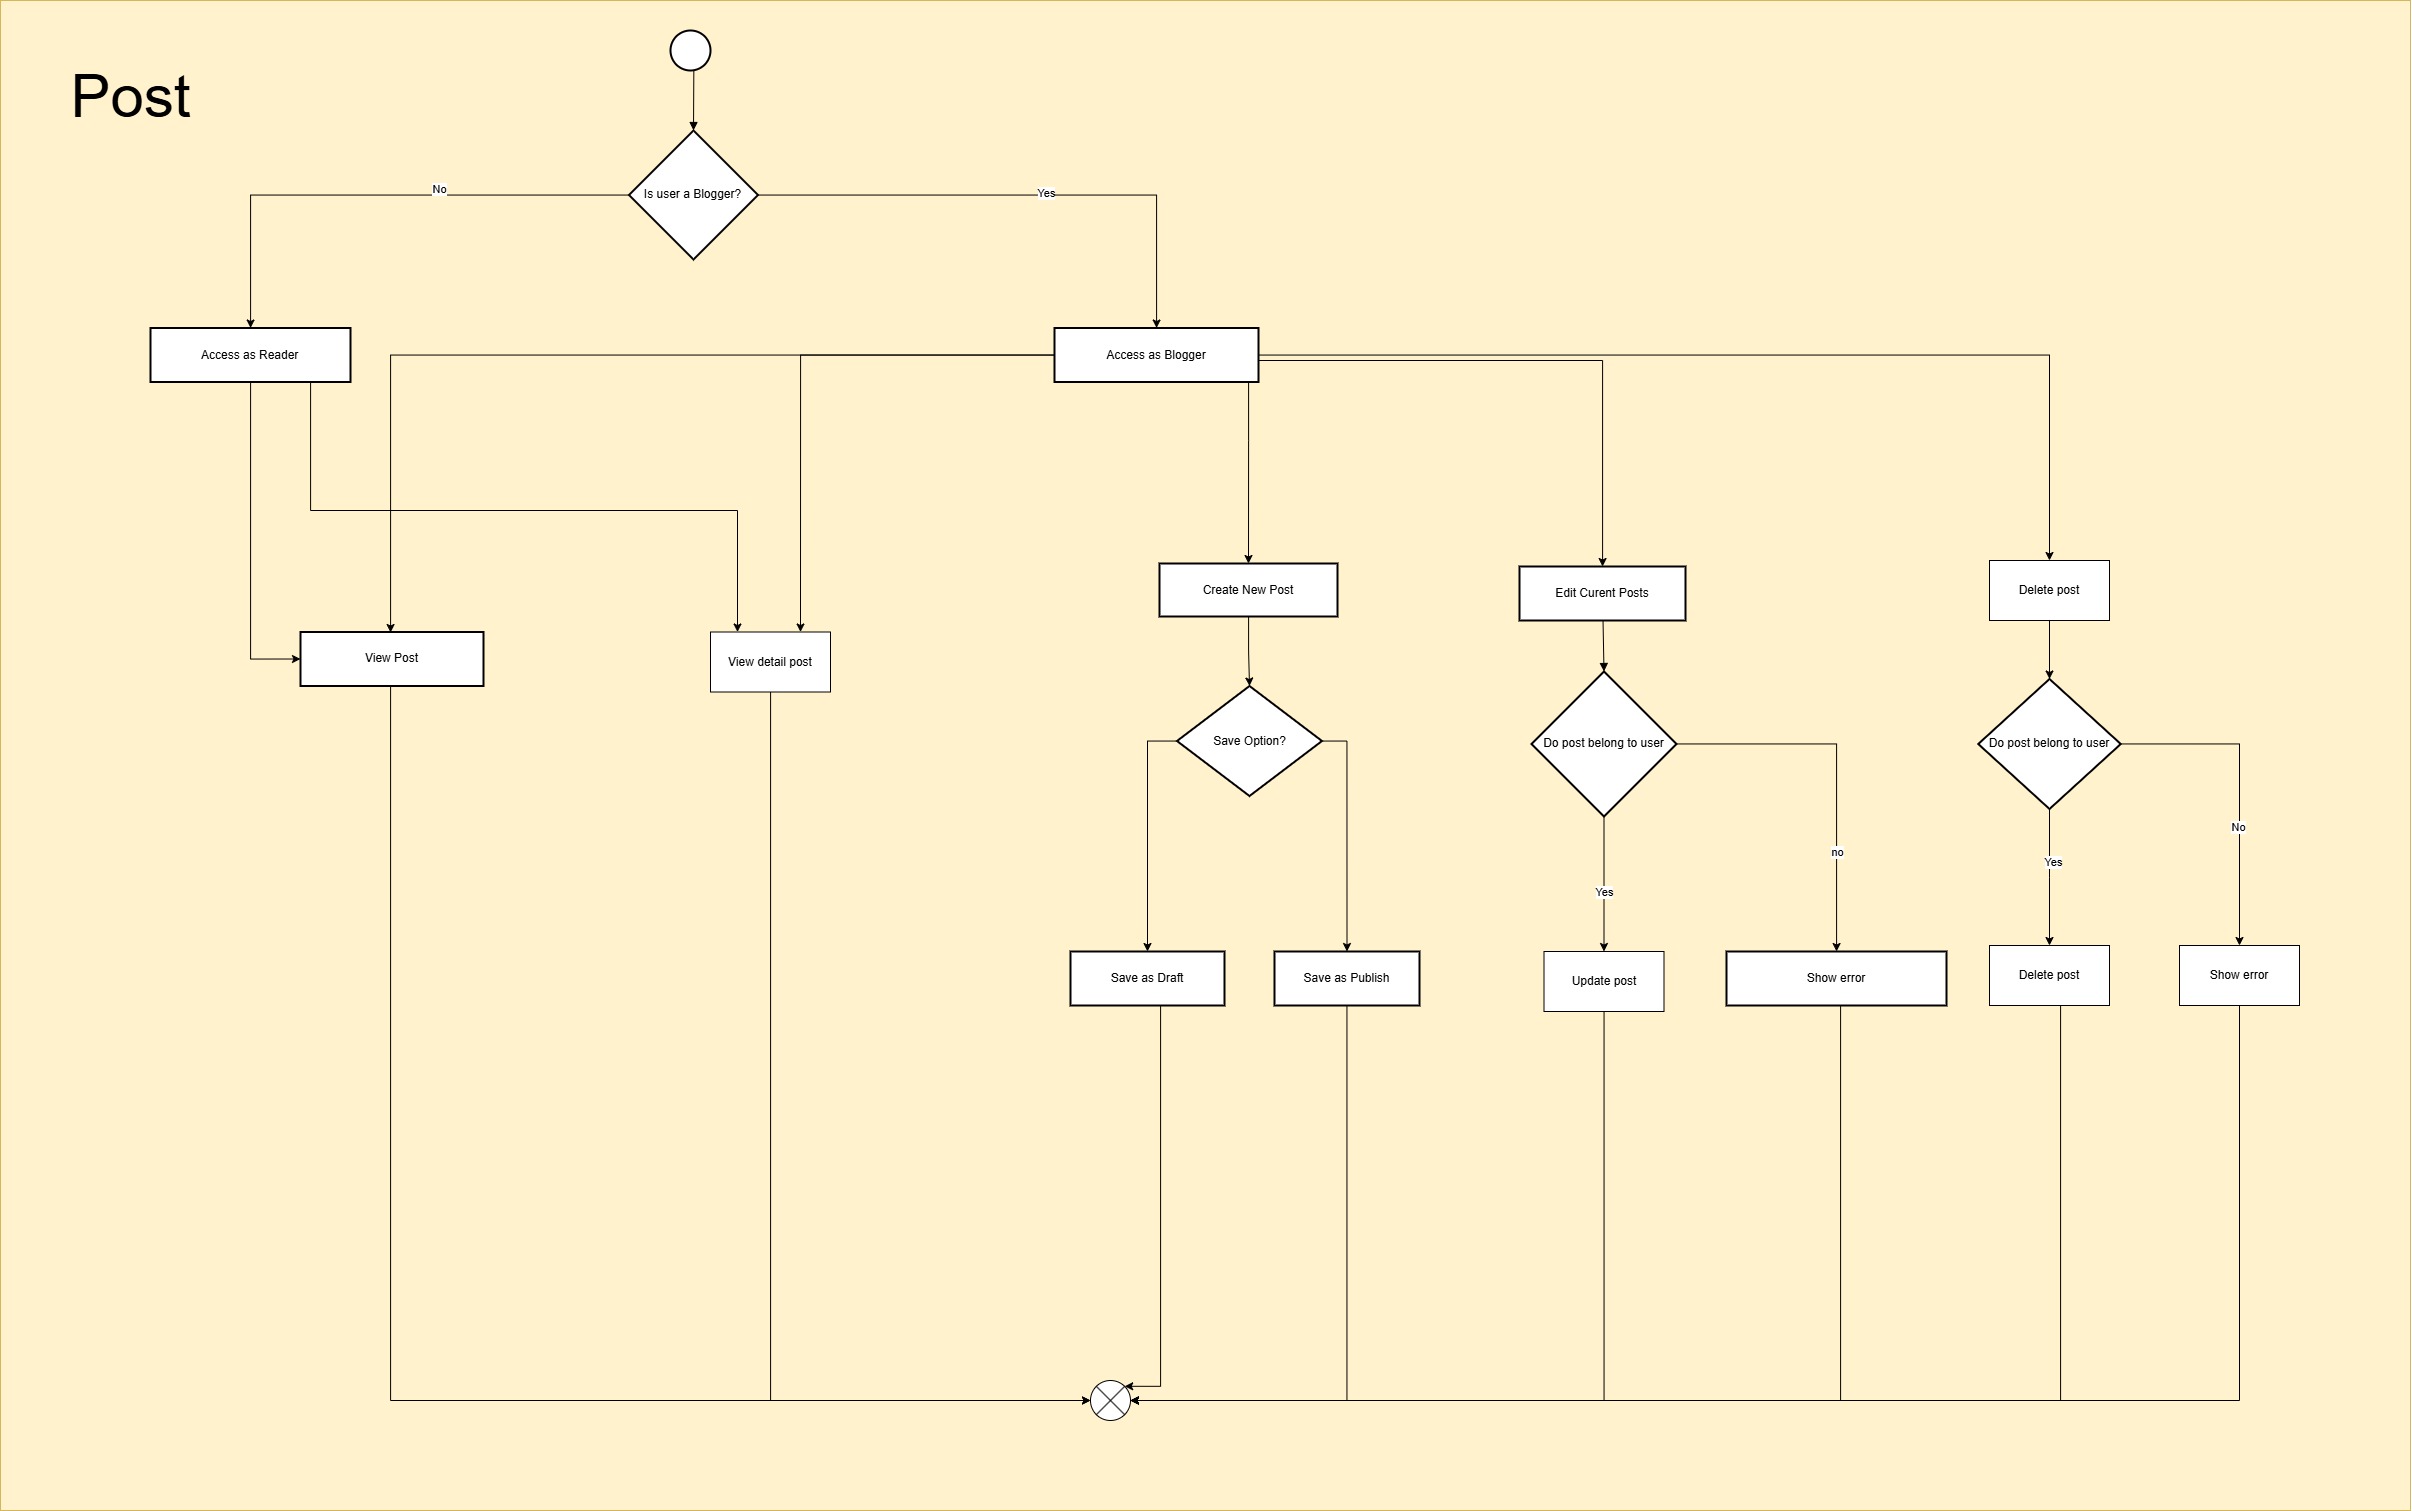 Post
Is user a Blogger?
No
Yes
Access as Reader
Access as Blogger
Create New Post
Edit Curent Posts
Delete post
View Post
View detail post
Save Option?
Do post belong to user
Do post belong to user
No
no
Yes
Yes
Save as Draft
Save as Publish
Update post
Show error
Delete post
Show error